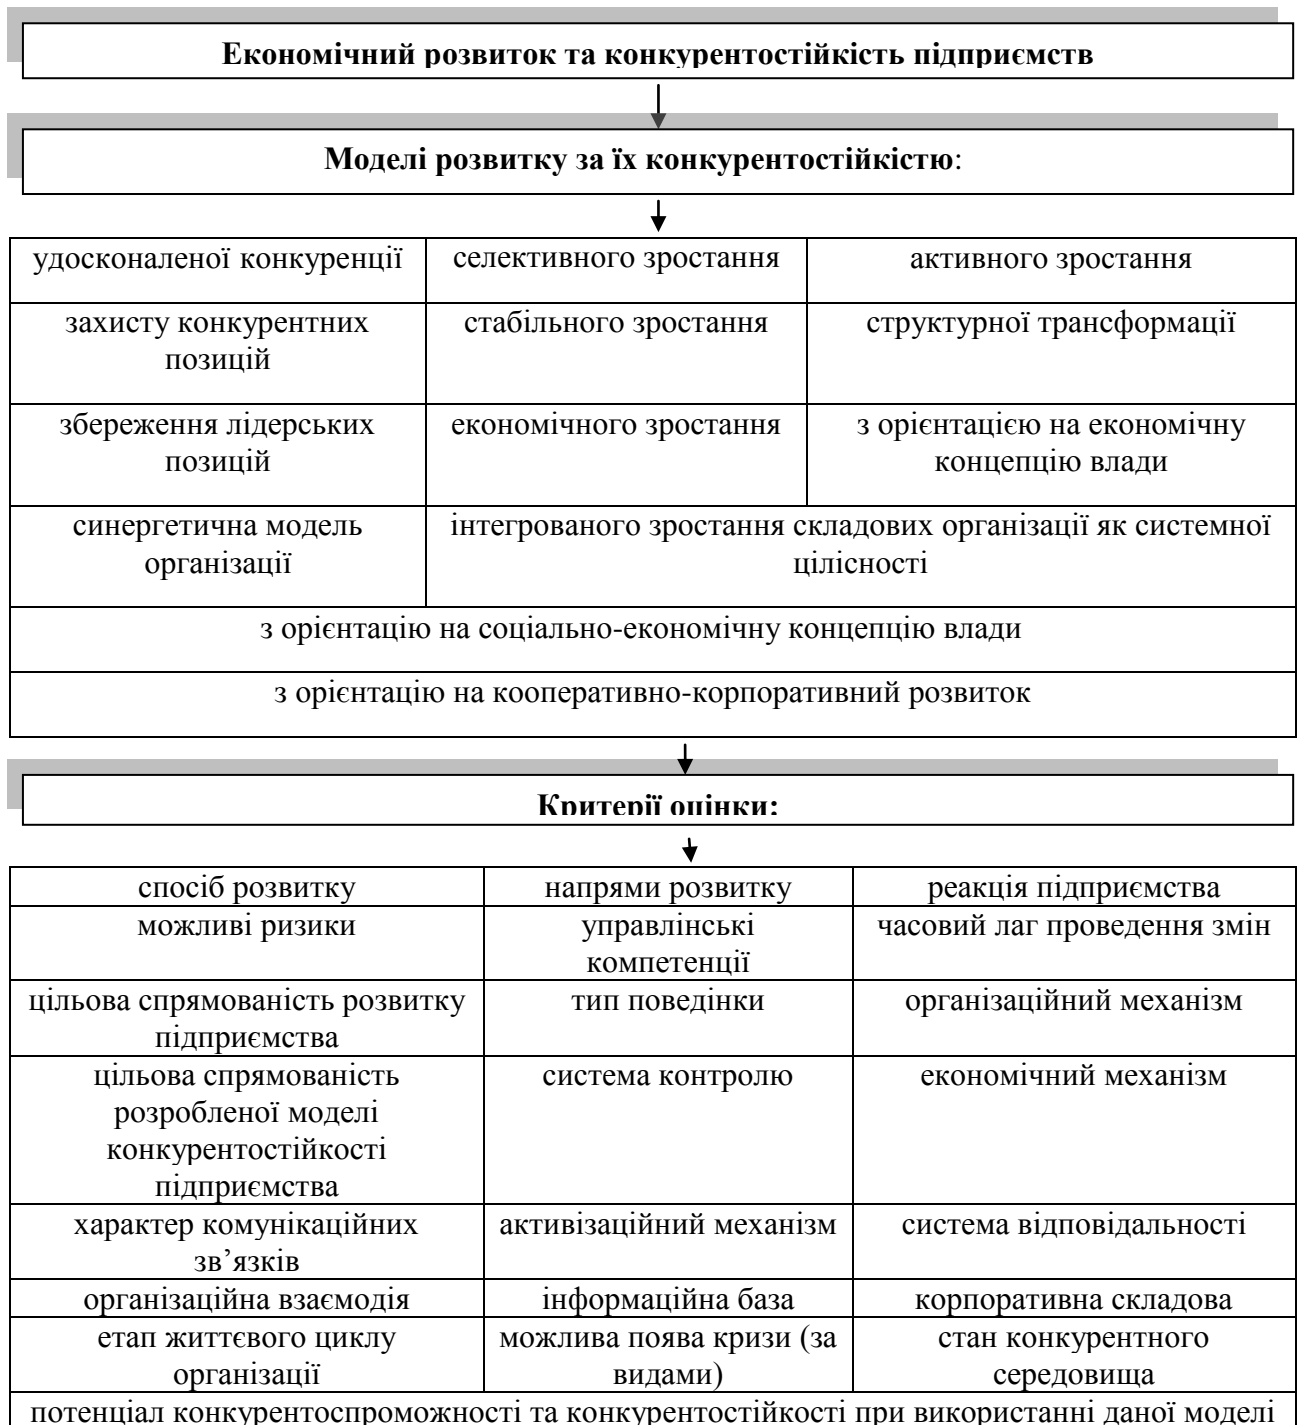 Економічний розвиток та конкурентостійкість підприємств
Моделі розвитку за їх конкурентостійкістю:
удосконаленої конкуренції
селективного зростання
активного зростання
захисту конкурентних
позицій
стабільного зростання
структурної трансформації
збереження лідерських
позицій
економічного зростання
з орієнтацією на економічну
концепцію влади
синергетична модель
організації
інтегрованого зростання складових організації як системної
цілісності
з орієнтацію на соціально-економічну концепцію влади
з орієнтацію на кооперативно-корпоративний розвиток
Критерії оцінки:
спосіб розвитку
напрями розвитку
реакція підприємства
можливі ризики
управлінські
компетенції
часовий лаг проведення змін
цільова спрямованість розвитку
підприємства
тип поведінки
організаційний механізм
цільова спрямованість
розробленої моделі
конкурентостійкості
підприємства
система контролю
економічний механізм
характер комунікаційних
зв’язків
активізаційний механізм
система відповідальності
організаційна взаємодія
інформаційна база
корпоративна складова
етап життєвого циклу
організації
можлива поява кризи (за
видами)
стан конкурентного
середовища
потенціал конкурентоспроможності та конкурентостійкості при використанні даної моделі